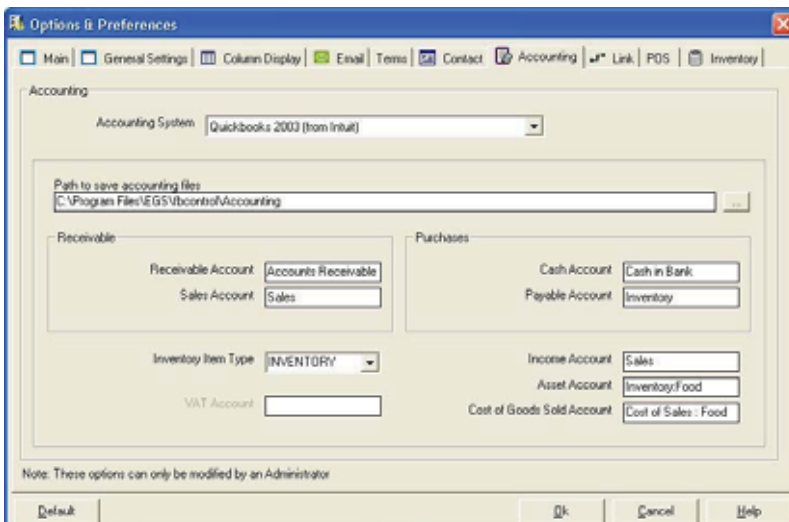 Options & Preferences
Main General Settings Column Display Email Terms Contact Accounting Link POS Inventory
Accounting
Accounting System Quickbooks 2003 (from Intuit)
Path to save accounting files
C:\Program Files\EGS\fbcontrol\Accounting ...
Receivable
Receivable Account Accounts Receivable
Sales Account Sales
Purchases
Cash Account Cash in Bank
Payable Account Inventory
Inventory Item Type INVENTORY
VAT Account
Income Account Sales
Asset Account Inventory:Food
Cost of Goods Sold Account Cost of Sales : Food
Note: These options can only be modified by an Administrator
Default Ok Cancel Help